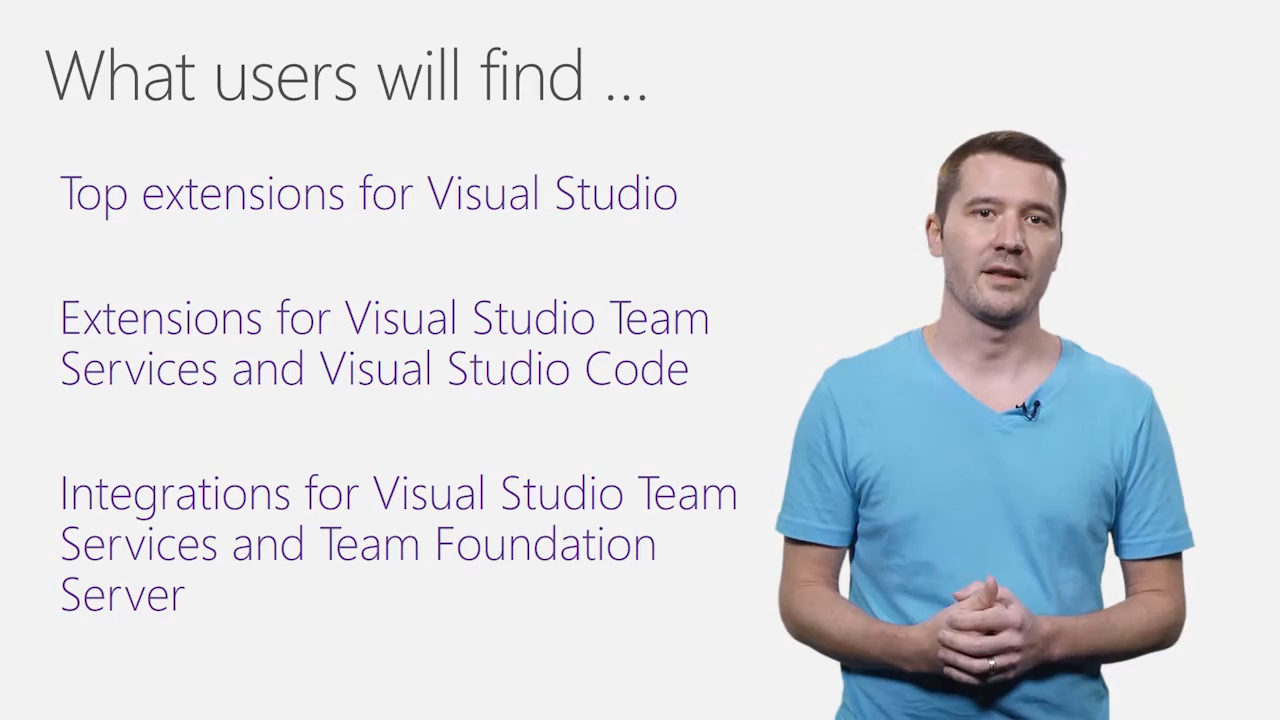 What users will find ...
Top extensions for Visual Studio
Extensions for Visual Studio Team
Services and Visual Studio Code
Integrations for Visual Studio Team
Services and Team Foundation
Server